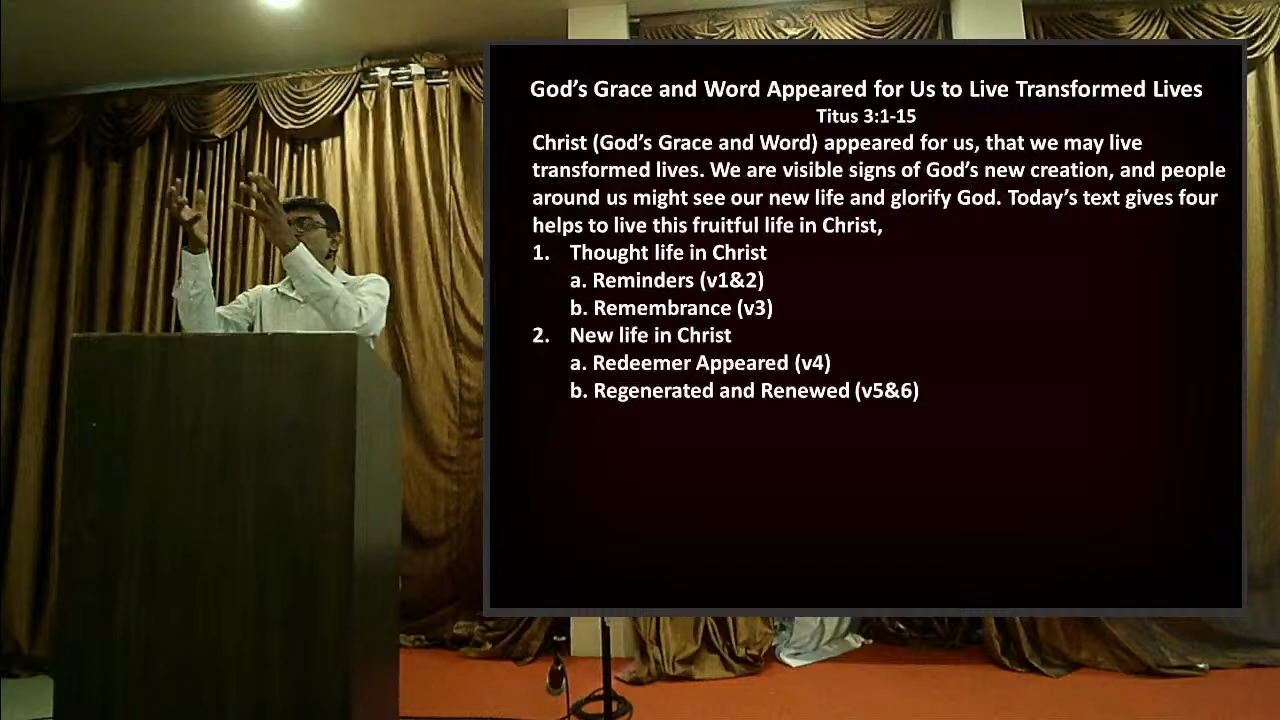 God’s Grace and Word Appeared for Us to Live Transformed Lives
Titus 3:1-15
Christ (God’s Grace and Word) appeared for us, that we may live
transformed lives. We are visible signs of God’s new creation, and people
around us might see our new life and glorify God. Today’s text gives four
helps to live this fruitful life in Christ,
1. Thought life in Christ
a. Reminders (v1&2)
b. Remembrance (v3)
2. New life in Christ
a. Redeemer Appeared (v4)
b. Regenerated and Renewed (v5&6)